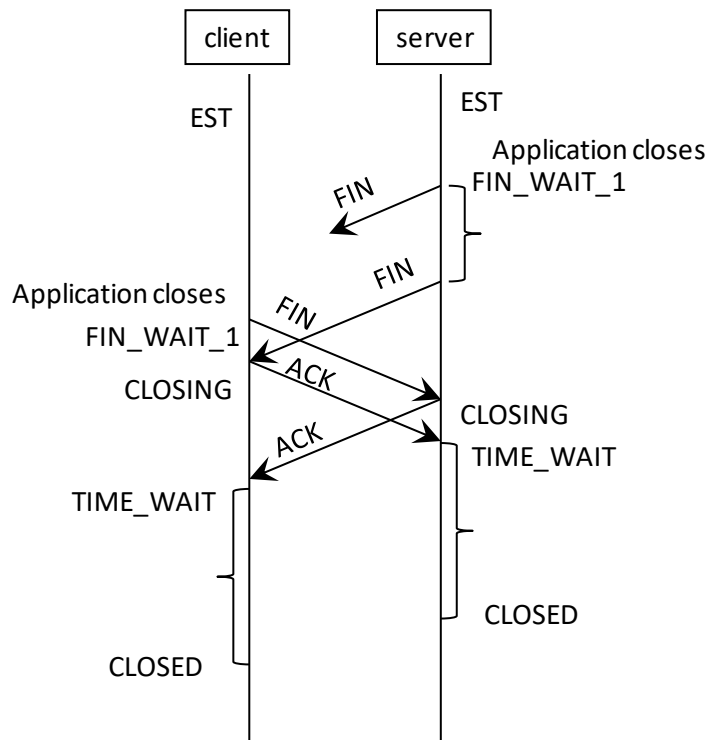 client
server
EST
EST
Application closes
FIN_WAIT_1
FIN
FIN
Application closes
FIN
FIN_WAIT_1
ACK
CLOSING
CLOSING
ACK
TIME_WAIT
TIME_WAIT
CLOSED
CLOSED